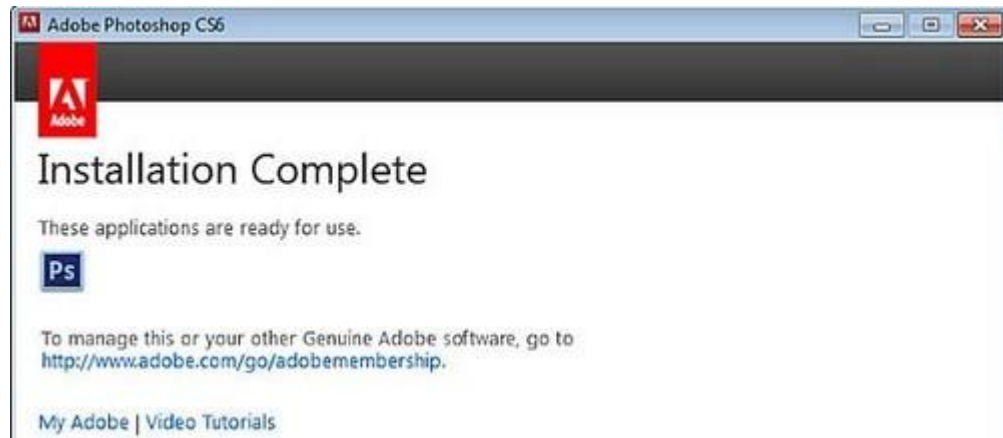 Adobe Photoshop CS6
Adobe
Installation Complete
These applications are ready for use.
Ps
To manage this or your other Genuine Adobe software, go to
http://www.adobe.com/go/adobemembership.
My Adobe | Video Tutorials